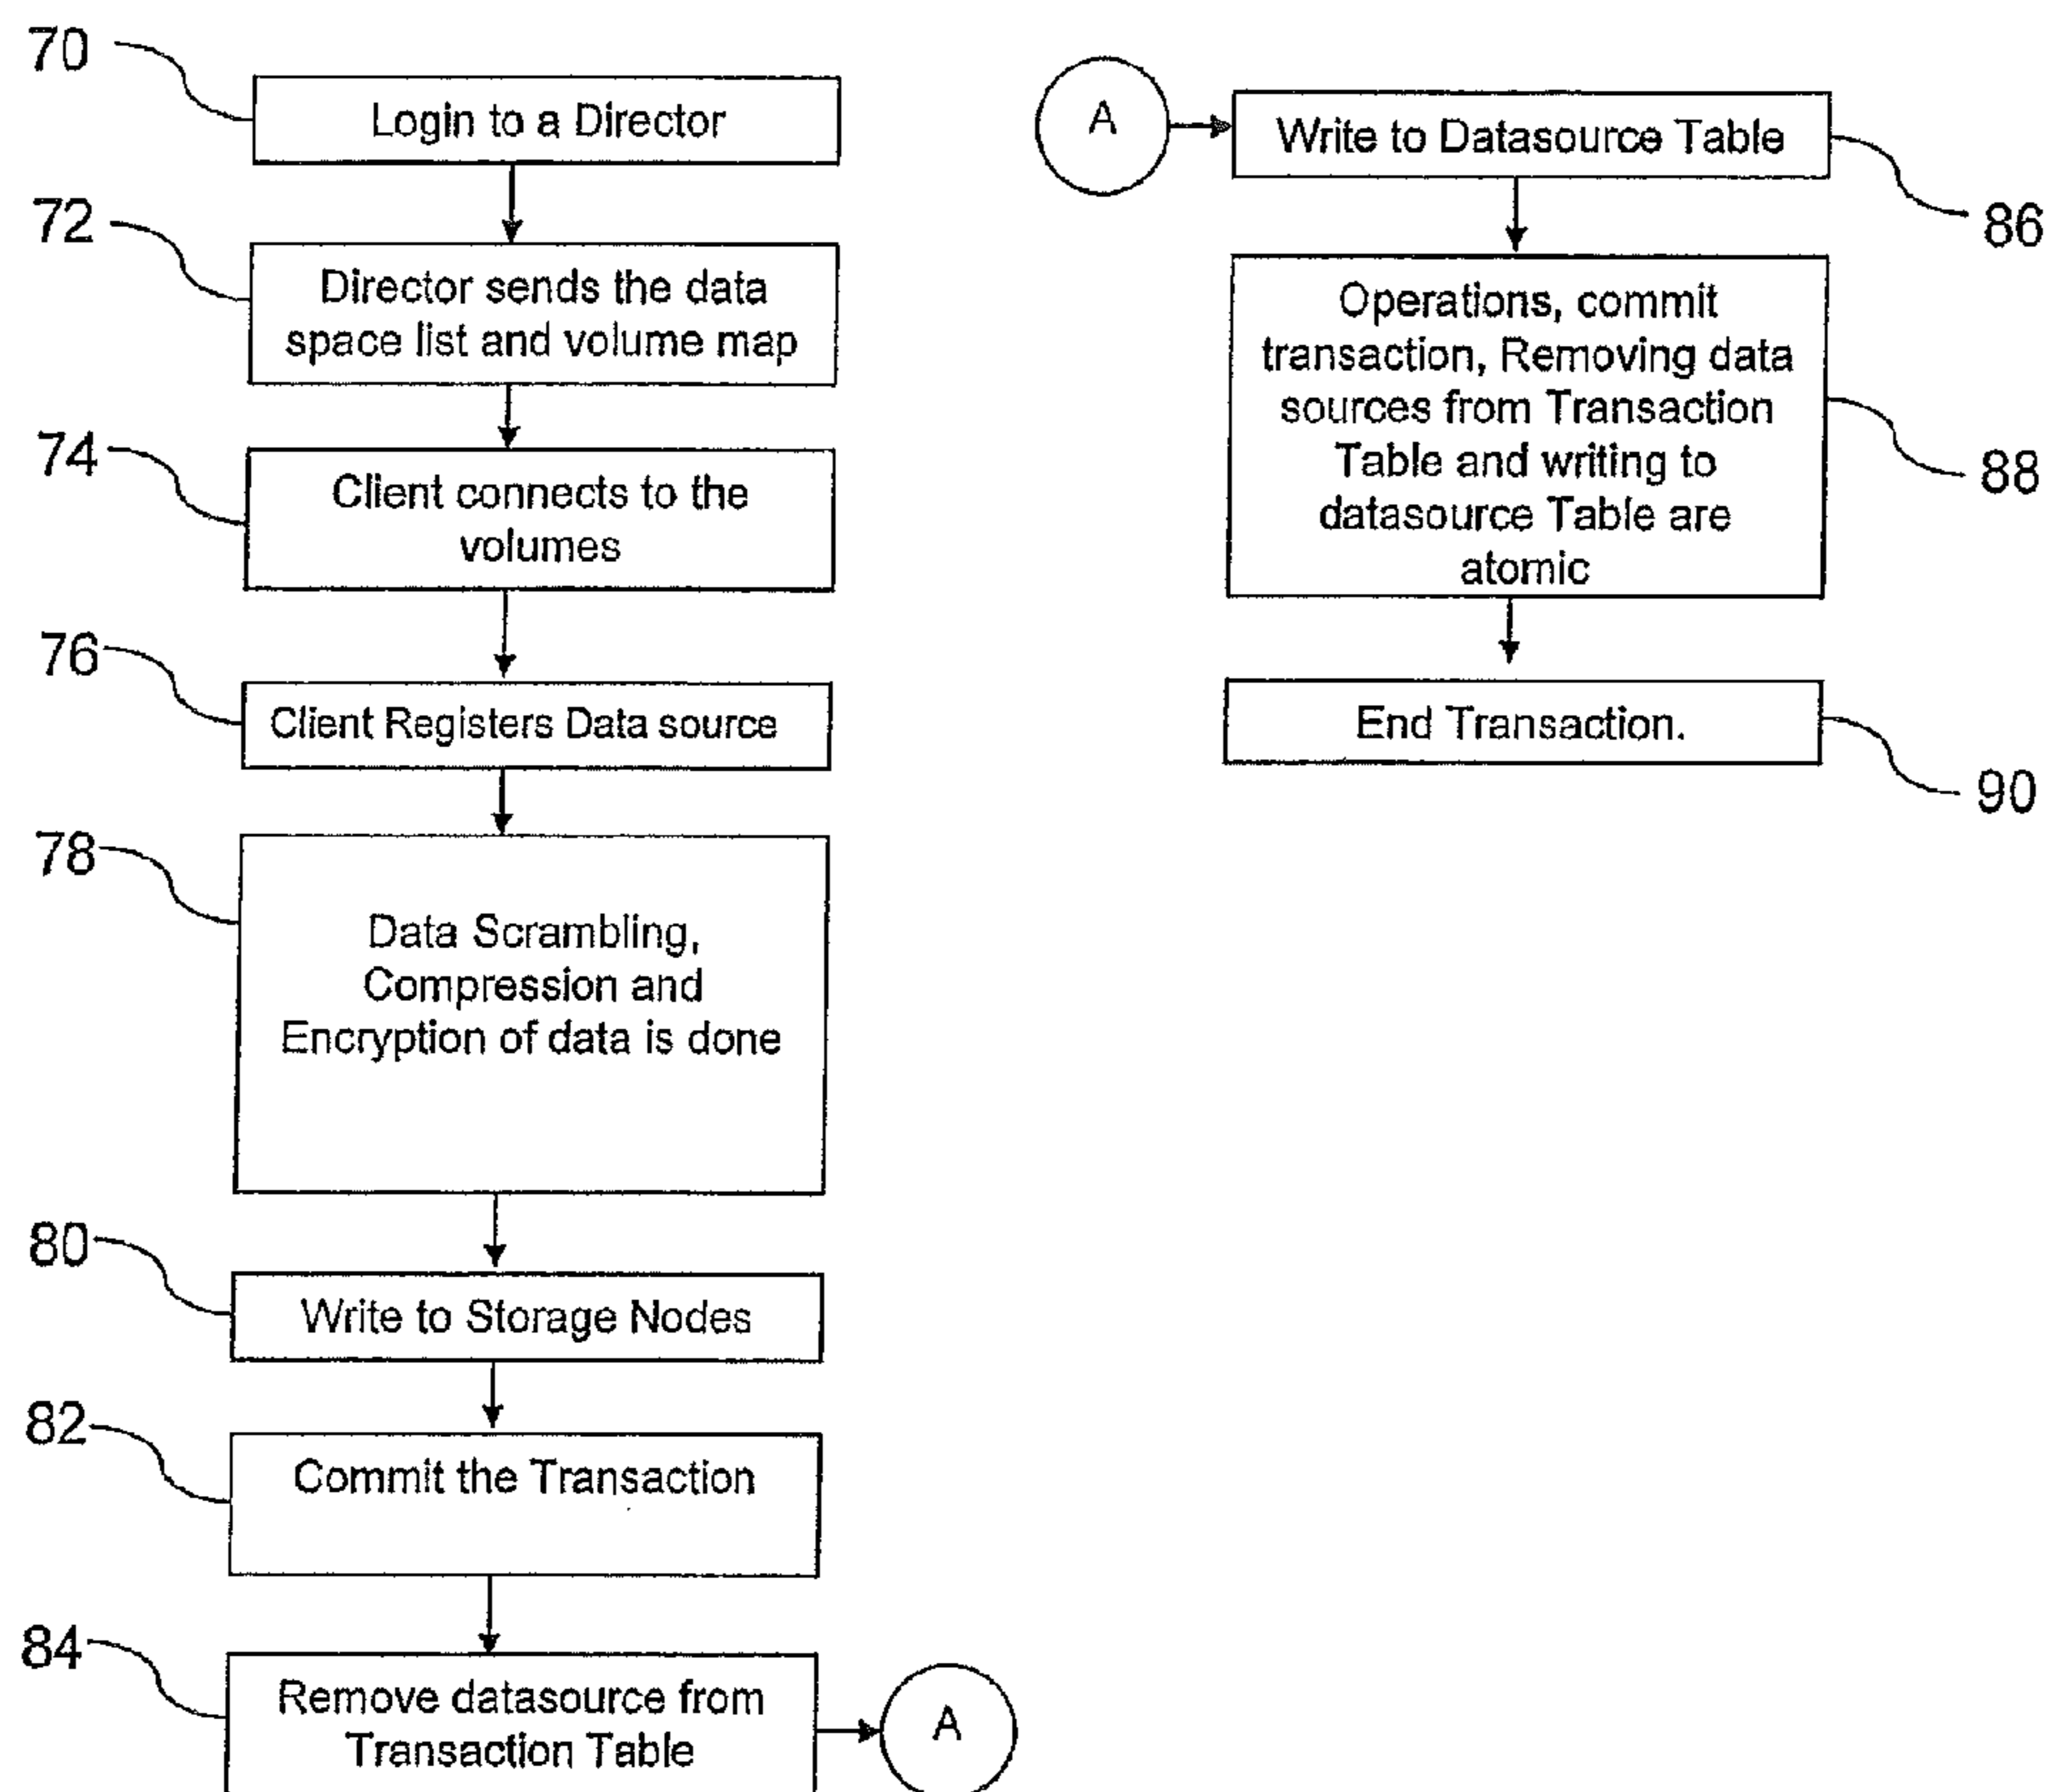 70
Login to a Director
72
Director sends the data
space list and volume map
74
Client connects to the
volumes
76
Client Registers Data source
78
Data Scrambling,
Compression and
Encryption of data is done
80
Write to Storage Nodes
82
Commit the Transaction
84
Remove datasource from
Transaction Table
A
A
Write to Datasource Table
86
Operations, commit
transaction, Removing data
sources from Transaction
Table and writing to
datasource Table are
atomic
88
End Transaction.
90